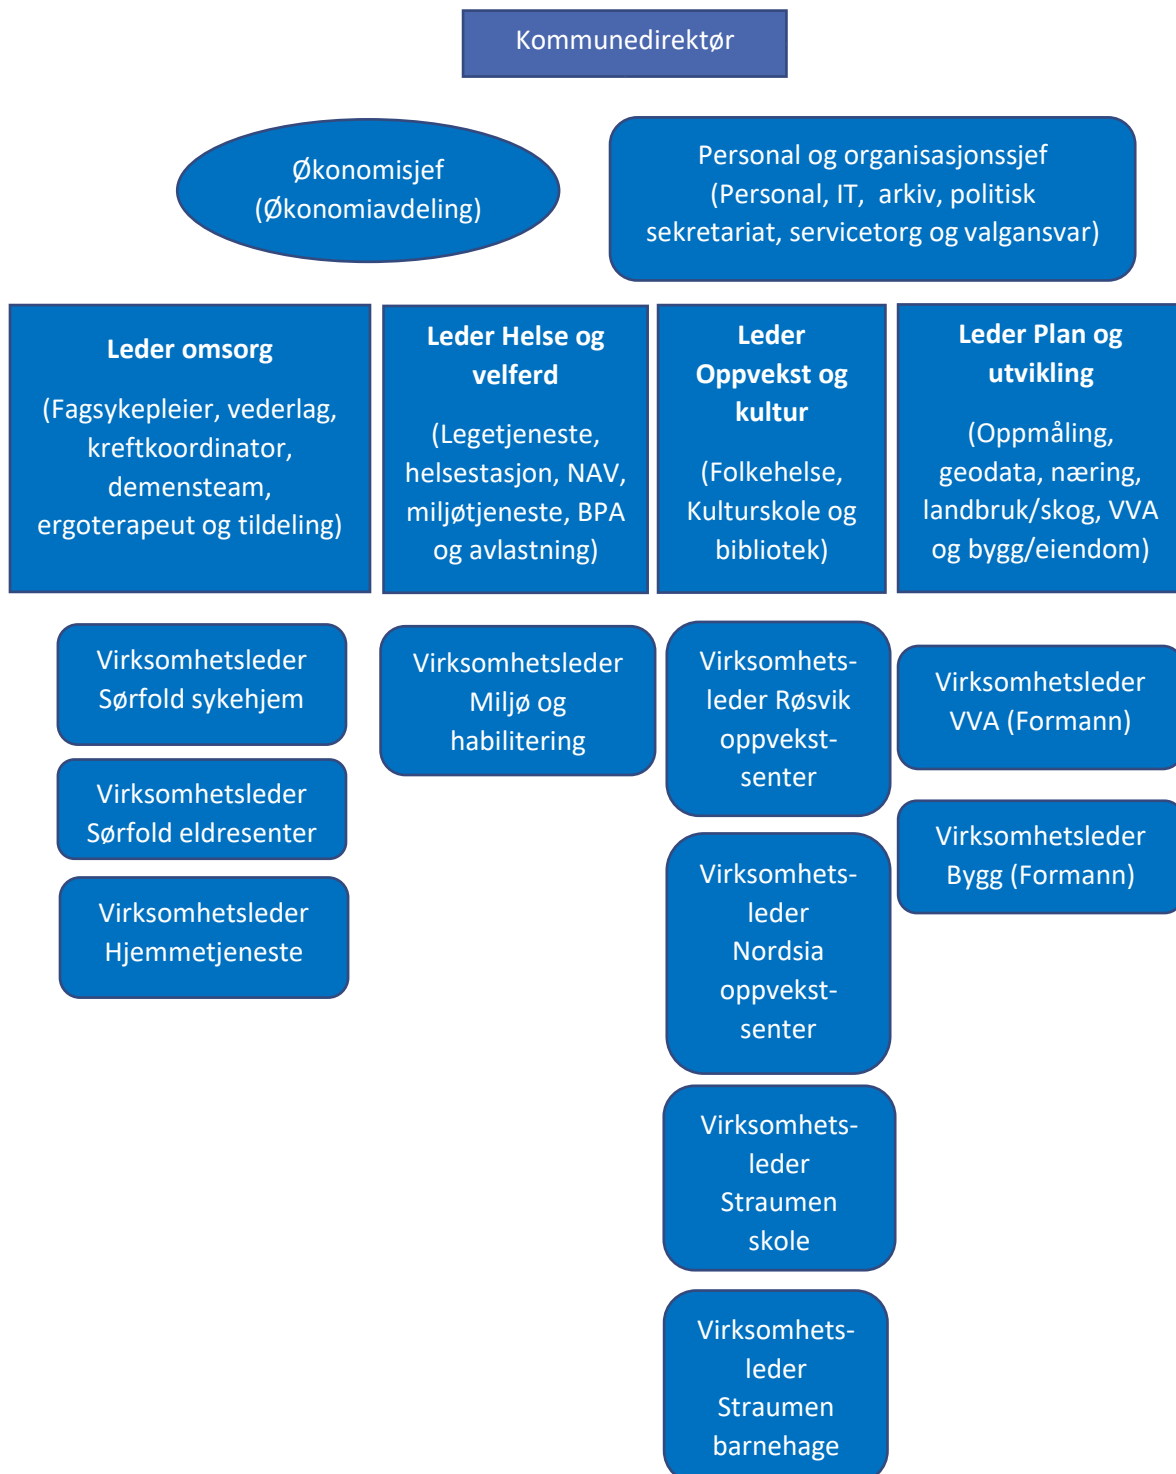 Kommunedirektør
Økonomisjef
(Økonomiavdeling)
Personal og organisasjonssjef
(Personal, IT, arkiv, politisk
sekretariat, servicetorg og valgansvar)
Leder omsorg
(Fagsykepleier, vederlag,
kreftkoordinator,
demensteam,
ergoterapeut og tildeling)
Leder Helse og
velferd
(Legetjeneste,
helsestasjon, NAV,
miljøtjeneste, BPA
og avlastning)
Leder
Oppvekst og
kultur
(Folkehelse,
Kulturskole og
bibliotek)
Leder Plan og
utvikling
(Oppmåling,
geodata, næring,
landbruk/skog, VVA
og bygg/eiendom)
Virksomhetsleder
Sørfold sykehjem
Virksomhetsleder
Sørfold eldresenter
Virksomhetsleder
Hjemmetjeneste
Virksomhetsleder
Miljø og
habilitering
Virksomhets-
leder Røsvik
oppvekst-
senter
Virksomhets-
leder
Nordsia
oppvekst-
senter
Virksomhets-
leder
Straumen
skole
Virksomhets-
leder
Straumen
barnehage
Virksomhetsleder
VVA (Formann)
Virksomhetsleder
Bygg (Formann)